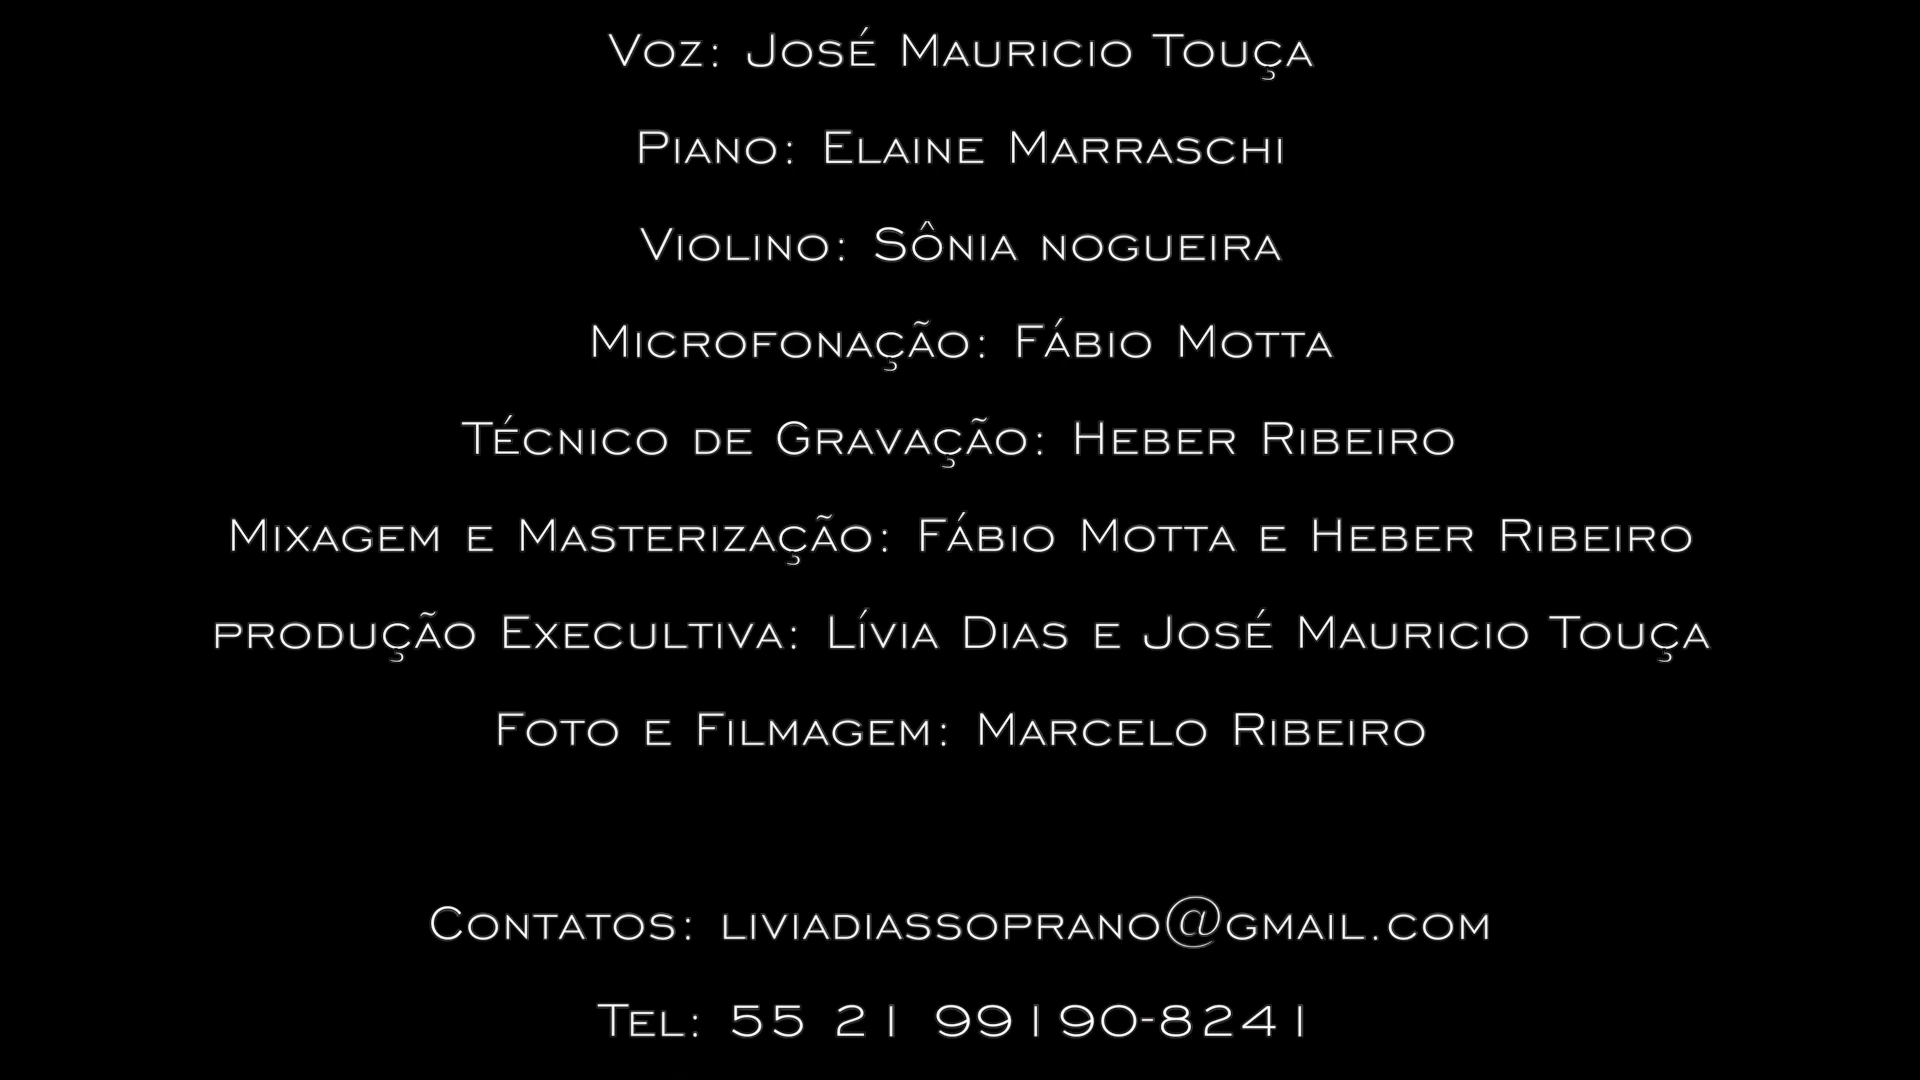 Voz: José Mauricio Touça
Piano: Elaine Marraschi
Violino: Sônia nogueira
Microfonação: Fábio Motta
Técnico de Gravação: Heber Ribeiro
Mixagem e Masterização: Fábio Motta e Heber Ribeiro
produção Execultiva: Lívia Dias e José Mauricio Touça
Foto e Filmagem: Marcelo Ribeiro
Contatos: liviadiassoprano@gmail.com
Tel: 55 21 99190-8241